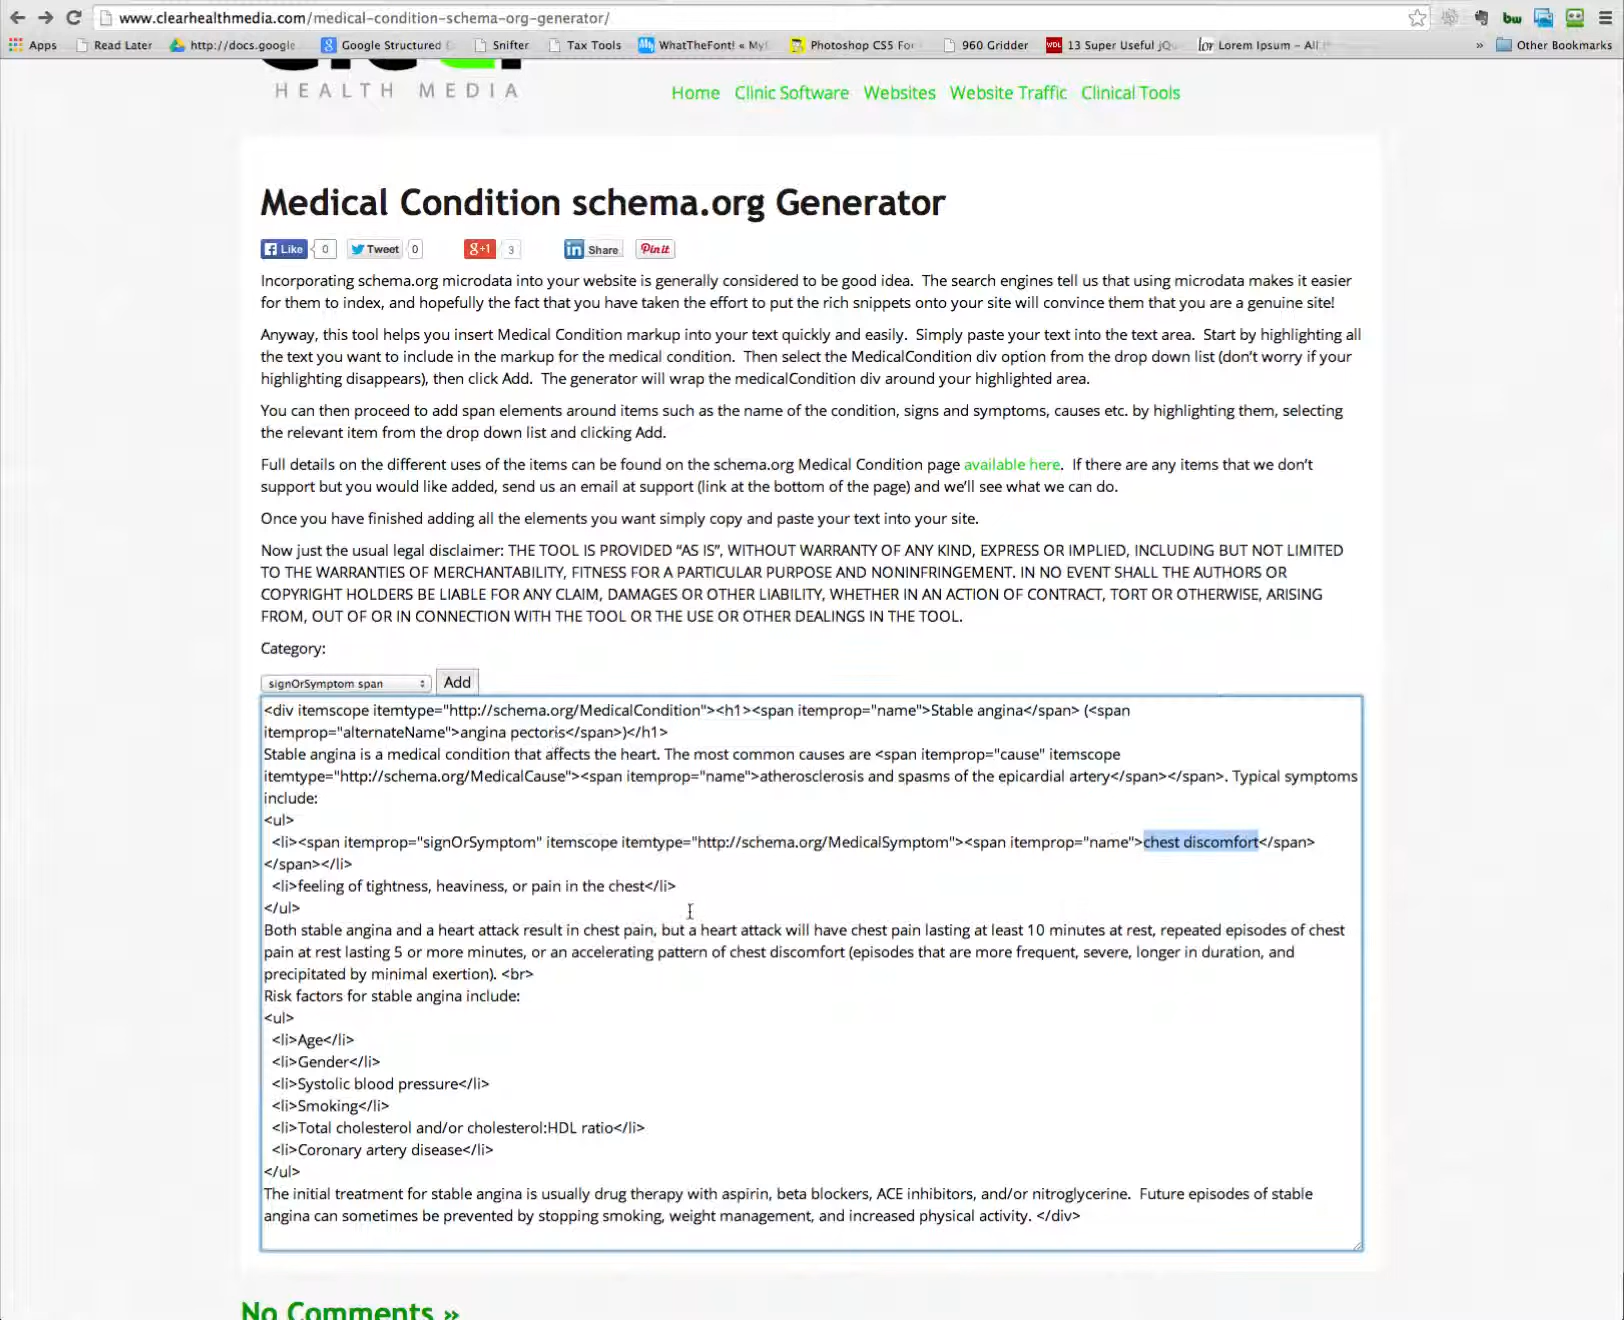 www.clearhealthmedia.com/medical-condition-schema-org-generator/
Apps Read Later http://docs.google Google Structured Snifter Tax Tools WhatTheFont! « My Photoshop CS5 For 960 Gridder 13 Super Useful jQ Lorem Ipsum – All » Other Bookmarks
HEALTH MEDIA
Home Clinic Software Websites Website Traffic Clinical Tools
Medical Condition schema.org Generator
Like 0 Tweet 0 g+1 3 in Share Pin it
Incorporating schema.org microdata into your website is generally considered to be good idea. The search engines tell us that using microdata makes it easier
for them to index, and hopefully the fact that you have taken the effort to put the rich snippets onto your site will convince them that you are a genuine site!
Anyway, this tool helps you insert Medical Condition markup into your text quickly and easily. Simply paste your text into the text area. Start by highlighting all
the text you want to include in the markup for the medical condition. Then select the MedicalCondition div option from the drop down list (don't worry if your
highlighting disappears), then click Add. The generator will wrap the medicalCondition div around your highlighted area.
You can then proceed to add span elements around items such as the name of the condition, signs and symptoms, causes etc. by highlighting them, selecting
the relevant item from the drop down list and clicking Add.
Full details on the different uses of the items can be found on the schema.org Medical Condition page available here. If there are any items that we don't
support but you would like added, send us an email at support (link at the bottom of the page) and we'll see what we can do.
Once you have finished adding all the elements you want simply copy and paste your text into your site.
Now just the usual legal disclaimer: THE TOOL IS PROVIDED “AS IS”, WITHOUT WARRANTY OF ANY KIND, EXPRESS OR IMPLIED, INCLUDING BUT NOT LIMITED
TO THE WARRANTIES OF MERCHANTABILITY, FITNESS FOR A PARTICULAR PURPOSE AND NONINFRINGEMENT. IN NO EVENT SHALL THE AUTHORS OR
COPYRIGHT HOLDERS BE LIABLE FOR ANY CLAIM, DAMAGES OR OTHER LIABILITY, WHETHER IN AN ACTION OF CONTRACT, TORT OR OTHERWISE, ARISING
FROM, OUT OF OR IN CONNECTION WITH THE TOOL OR THE USE OR OTHER DEALINGS IN THE TOOL.
Category:
signOrSymptom span Add
<div itemscope itemtype="http://schema.org/MedicalCondition"><h1><span itemprop="name">Stable angina</span> (<span
itemprop="alternateName">angina pectoris</span>)</h1>
Stable angina is a medical condition that affects the heart. The most common causes are <span itemprop="cause" itemscope
itemtype="http://schema.org/MedicalCause"><span itemprop="name">atherosclerosis and spasms of the epicardial artery</span></span>. Typical symptoms
include:
<ul>
<li><span itemprop="signOrSymptom" itemscope itemtype="http://schema.org/MedicalSymptom"><span itemprop="name">chest discomfort</span>
</span></li>
<li>feeling of tightness, heaviness, or pain in the chest</li>
</ul>
Both stable angina and a heart attack result in chest pain, but a heart attack will have chest pain lasting at least 10 minutes at rest, repeated episodes of chest
pain at rest lasting 5 or more minutes, or an accelerating pattern of chest discomfort (episodes that are more frequent, severe, longer in duration, and
precipitated by minimal exertion). <br>
Risk factors for stable angina include:
<ul>
<li>Age</li>
<li>Gender</li>
<li>Systolic blood pressure</li>
<li>Smoking</li>
<li>Total cholesterol and/or cholesterol:HDL ratio</li>
<li>Coronary artery disease</li>
</ul>
The initial treatment for stable angina is usually drug therapy with aspirin, beta blockers, ACE inhibitors, and/or nitroglycerine. Future episodes of stable
angina can sometimes be prevented by stopping smoking, weight management, and increased physical activity. </div>
No Comments »